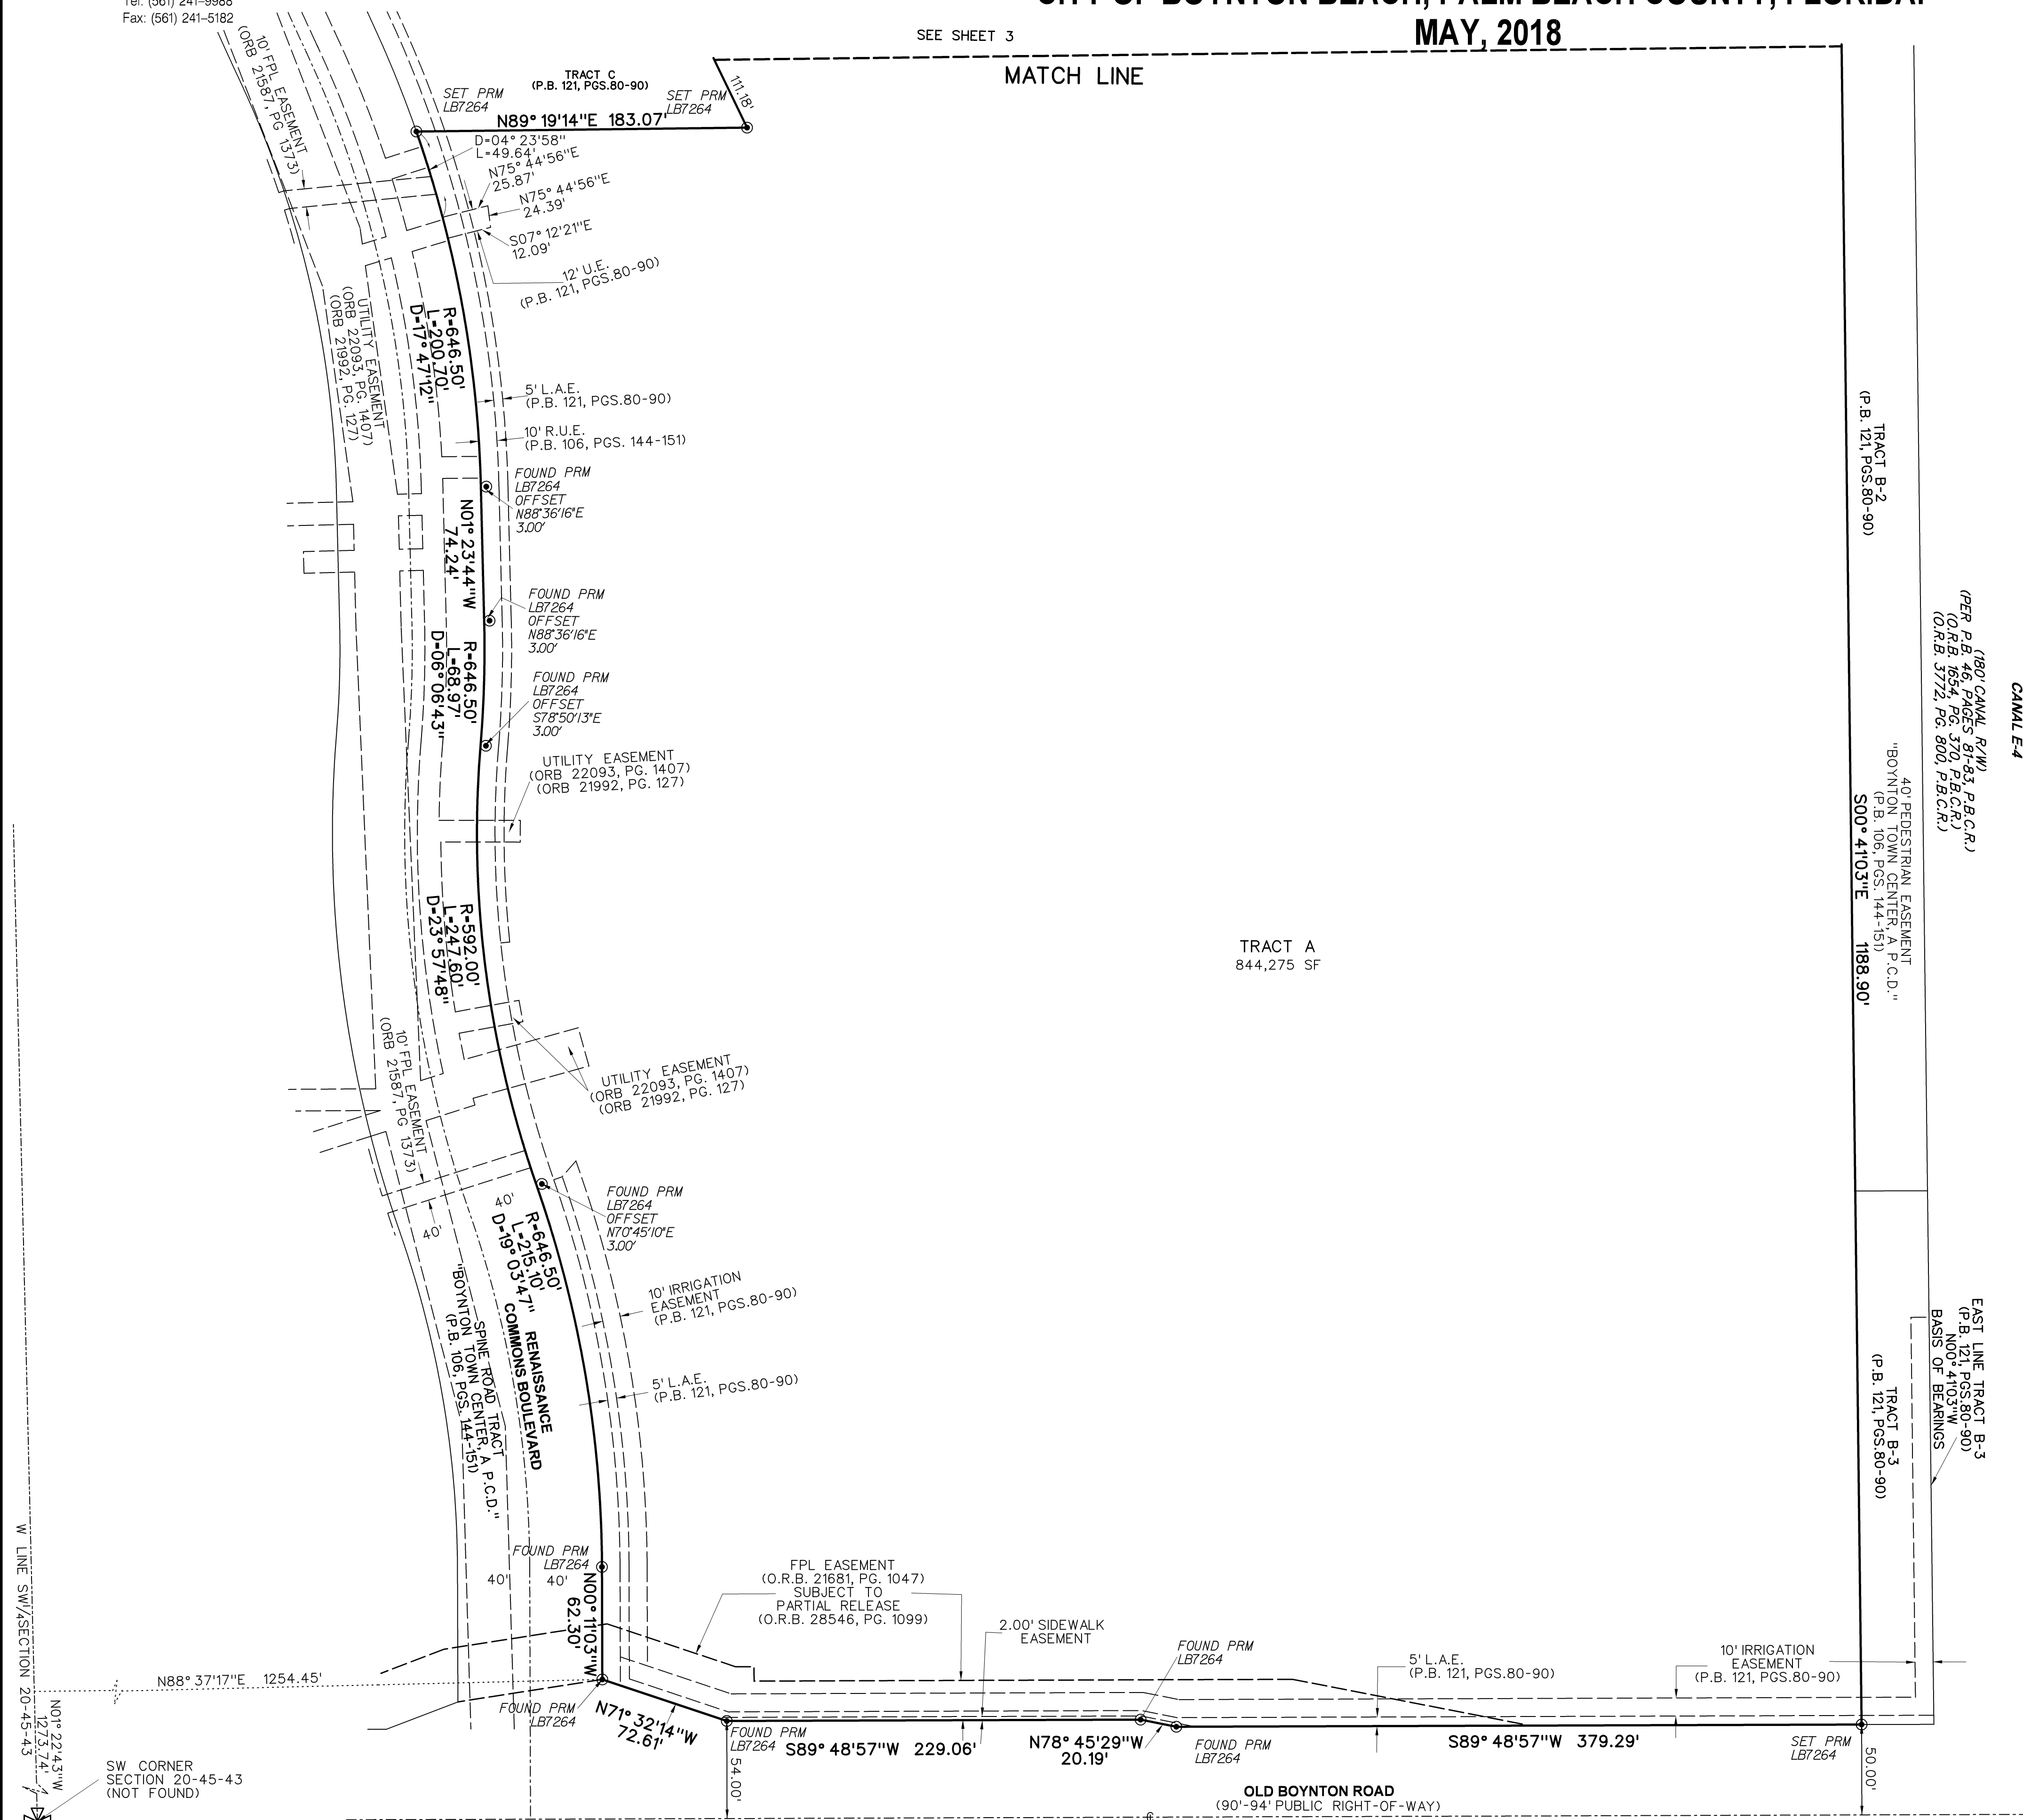 Tel: (561) 241-9988
Fax: (561) 241-5182
CITY OF BOYNTON BEACH, PALM BEACH COUNTY, FLORIDA.
MAY, 2018
SEE SHEET 3
MATCH LINE
TRACT C
(P.B. 121, PGS.80-90)
SET PRM
LB7264
SET PRM
LB7264
111.18'
N89°19'14"E 183.07'
D=04°23'58"
L=49.64'
N75°44'56"E
25.87'
N75°44'56"E
24.39'
S07°12'21"E
12.09'
12' U.E.
(P.B. 121, PGS.80-90)
10' FPL EASEMENT
(ORB 21587, PG 1373)
UTILITY EASEMENT
(ORB 22093, PG. 1407)
(ORB 21992, PG. 127)
R=646.50'
L=200.70'
D=17°47'12"
5' L.A.E.
(P.B. 121, PGS.80-90)
10' R.U.E.
(P.B. 106, PGS. 144-151)
FOUND PRM
LB7264
OFFSET
N88°36'16"E
3.00'
N01°23'44"W
74.24'
FOUND PRM
LB7264
OFFSET
N88°36'16"E
3.00'
R=646.50'
L=68.97'
D=06°06'43"
FOUND PRM
LB7264
OFFSET
S78°50'13"E
3.00'
UTILITY EASEMENT
(ORB 22093, PG. 1407)
(ORB 21992, PG. 127)
R=592.00'
L=247.60'
D=23°57'48"
TRACT A
844,275 SF
UTILITY EASEMENT
(ORB 22093, PG. 1407)
(ORB 21992, PG. 127)
10' FPL EASEMENT
(ORB 21587, PG 1373)
40'
40'
FOUND PRM
LB7264
OFFSET
N70°45'10"E
3.00'
R=646.50'
L=215.10'
D=19°03'47"
RENAISSANCE
COMMONS BOULEVARD
SPINE ROAD TRACT
"BOYNTON TOWN CENTER, A P.C.D."
(P.B. 106, PGS. 144-151)
10' IRRIGATION
EASEMENT
(P.B. 121, PGS.80-90)
5' L.A.E.
(P.B. 121, PGS.80-90)
TRACT B-2
(P.B. 121, PGS.80-90)
CANAL E-4
(180' CANAL R/W)
(PER P.B. 46, PAGES 81-83, P.B.C.R.)
(O.R.B. 1654, PG. 370, P.B.C.R.)
(O.R.B. 3772, PG. 800, P.B.C.R.)
40' PEDESTRIAN EASEMENT
"BOYNTON TOWN CENTER, A P.C.D."
(P.B. 106, PGS. 144-151)
S00°41'03"E 1188.90'
EAST LINE TRACT B-3
(P.B. 121, PGS.80-90)
N00°41'03"W
BASIS OF BEARINGS
TRACT B-3
(P.B. 121, PGS.80-90)
FOUND PRM
LB7264
40'
40'
N00°11'03"W
62.30'
FPL EASEMENT
(O.R.B. 21681, PG. 1047)
SUBJECT TO
PARTIAL RELEASE
(O.R.B. 28546, PG. 1099)
2.00' SIDEWALK
EASEMENT
FOUND PRM
LB7264
5' L.A.E.
(P.B. 121, PGS.80-90)
10' IRRIGATION
EASEMENT
(P.B. 121, PGS.80-90)
W LINE SW 1/4 SECTION 20-45-43
N88°37'17"E 1254.45'
N01°22'43"W
1273.74'
SW CORNER
SECTION 20-45-43
(NOT FOUND)
FOUND PRM
LB7264
N71°32'14"W
72.61'
FOUND PRM
LB7264
54.00'
S89°48'57"W 229.06'
N78°45'29"W
20.19'
FOUND PRM
LB7264
S89°48'57"W 379.29'
SET PRM
LB7264
50.00'
OLD BOYNTON ROAD
(90'-94' PUBLIC RIGHT-OF-WAY)